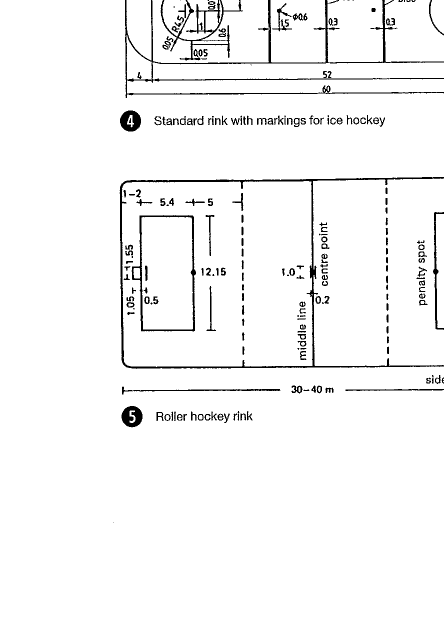 0.05
R4.5
1
0.6
0.05
1.5
Ø0.6
0.3
0.3
4
52
60
4 Standard rink with markings for ice hockey
1-2
5.4
5
1.55
12.15
1.0
centre point
penalty spot
1.05
0.5
0.2
middle line
side
30-40 m
5 Roller hockey rink